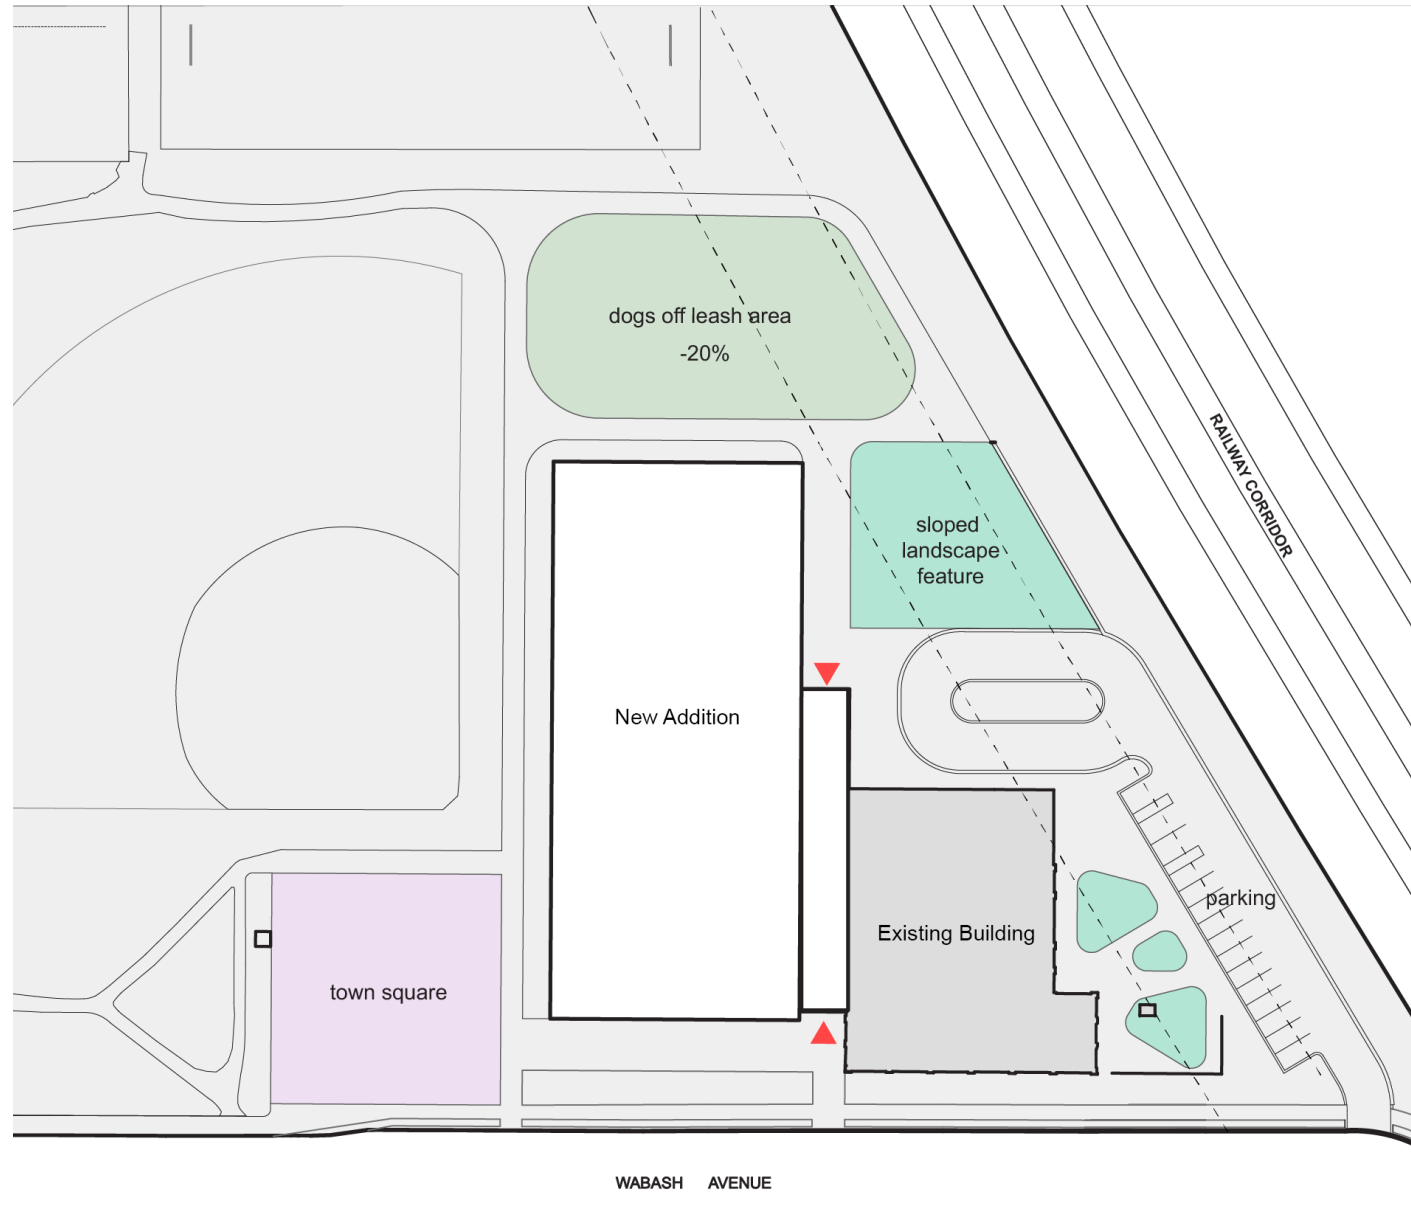 dogs off leash area
-20%
RAILWAY CORRIDOR
sloped
landscape
feature
New Addition
parking
Existing Building
town square
WABASH AVENUE